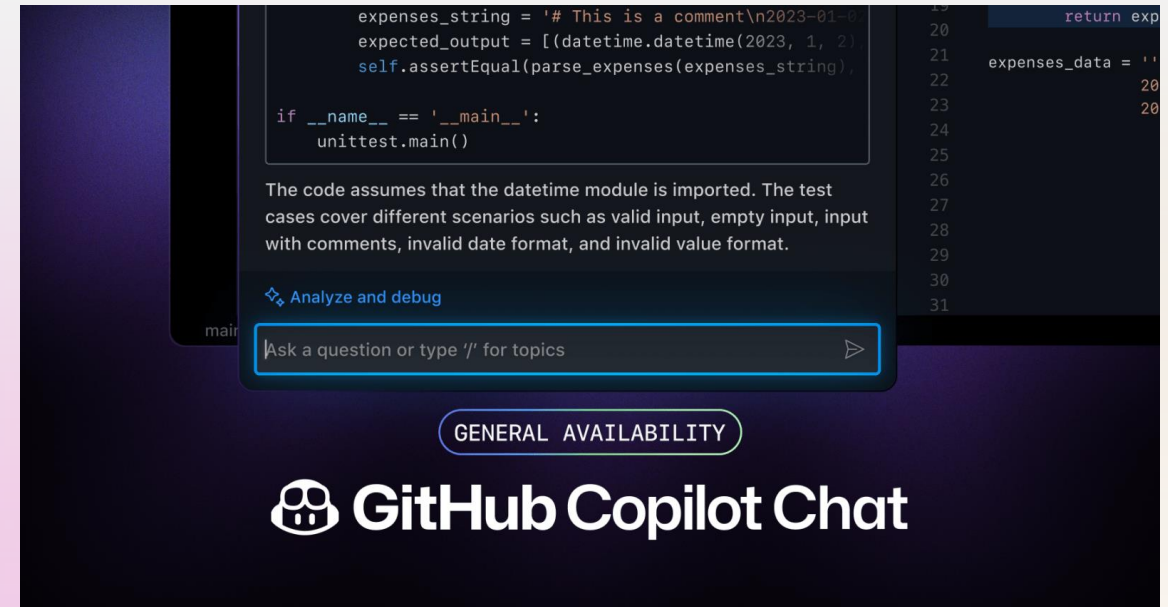 expenses_string = '# This is a comment\n2023-01-0
expected_output = [(datetime.datetime(2023, 1, 2)
self.assertEqual(parse_expenses(expenses_string),
if __name__ == '__main__':
unittest.main()
The code assumes that the datetime module is imported. The test
cases cover different scenarios such as valid input, empty input, input
with comments, invalid date format, and invalid value format.
Analyze and debug
Ask a question or type '/' for topics
main
19
return exp
20
21 expenses_data = ''
22 20
23 20
24
25
26
27
28
29
30
31
GENERAL AVAILABILITY
GitHub Copilot Chat